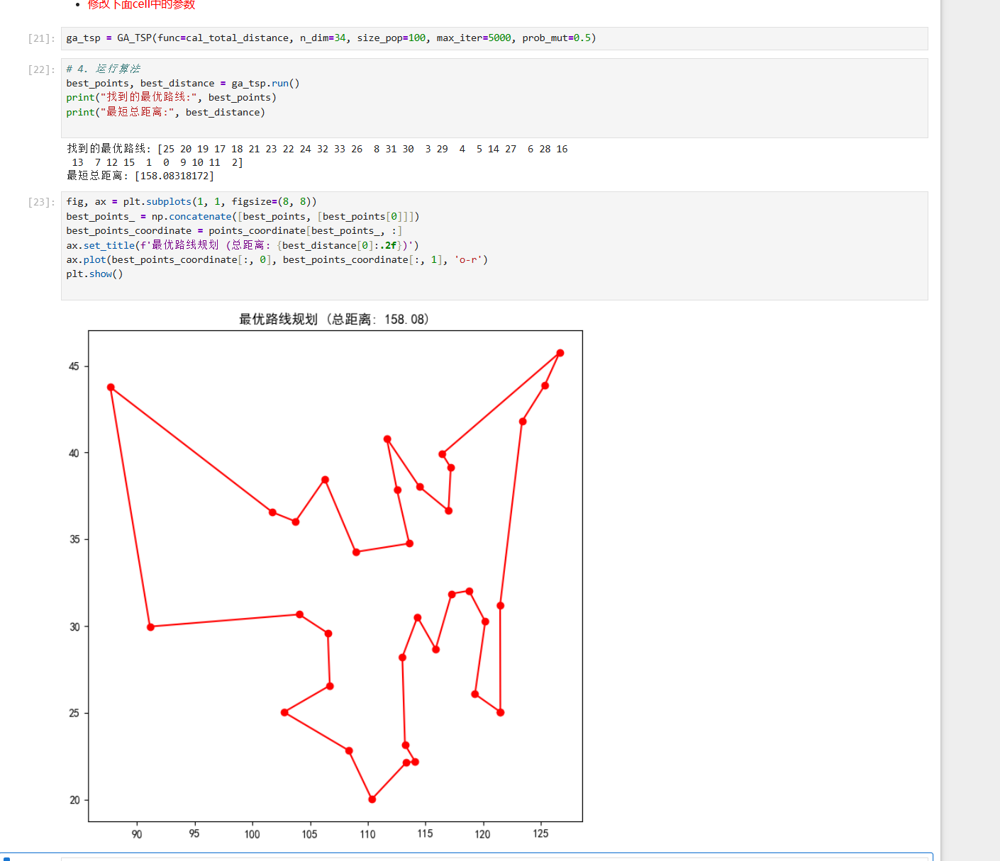 修改下面cell中的参数
[21]:
ga_tsp = GA_TSP(func=cal_total_distance, n_dim=34, size_pop=100, max_iter=5000, prob_mut=0.5)
[22]:
# 4. 运行算法
best_points, best_distance = ga_tsp.run()
print("找到的最优路线:", best_points)
print("最短总距离:", best_distance)
找到的最优路线: [25 20 19 17 18 21 23 22 24 32 33 26  8 31 30  3 29  4  5 14 27  6 28 16
 13  7 12 15  1  0  9 10 11  2]
最短总距离: [158.08318172]
[23]:
fig, ax = plt.subplots(1, 1, figsize=(8, 8))
best_points_ = np.concatenate([best_points, [best_points[0]]])
best_points_coordinate = points_coordinate[best_points_, :]
ax.set_title(f'最优路线规划 (总距离: {best_distance[0]:.2f})')
ax.plot(best_points_coordinate[:, 0], best_points_coordinate[:, 1], 'o-r')
plt.show()
最优路线规划 (总距离: 158.08)
45
40
35
30
25
20
90 95 100 105 110 115 120 125